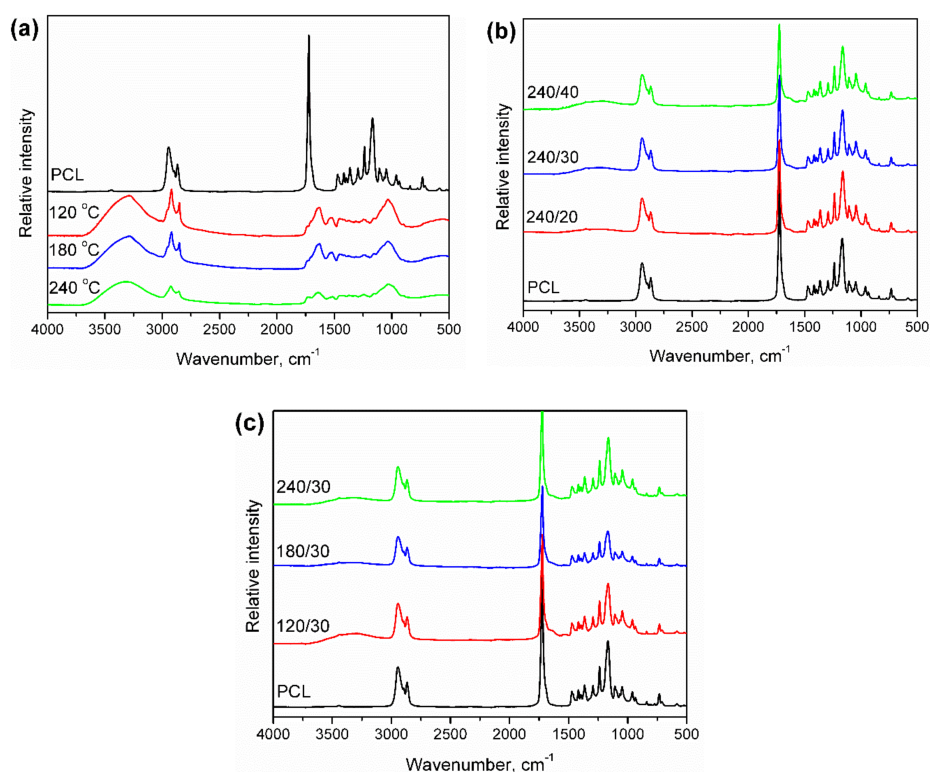 (a)
Relative intensity
PCL
120 °C
180 °C
240 °C
4000 3500 3000 2500 2000 1500 1000 500
Wavenumber, cm⁻¹
(b)
Relative intensity
240/40
240/30
240/20
PCL
4000 3500 3000 2500 2000 1500 1000 500
Wavenumber, cm⁻¹
(c)
Relative intensity
240/30
180/30
120/30
PCL
4000 3500 3000 2500 2000 1500 1000 500
Wavenumber, cm⁻¹